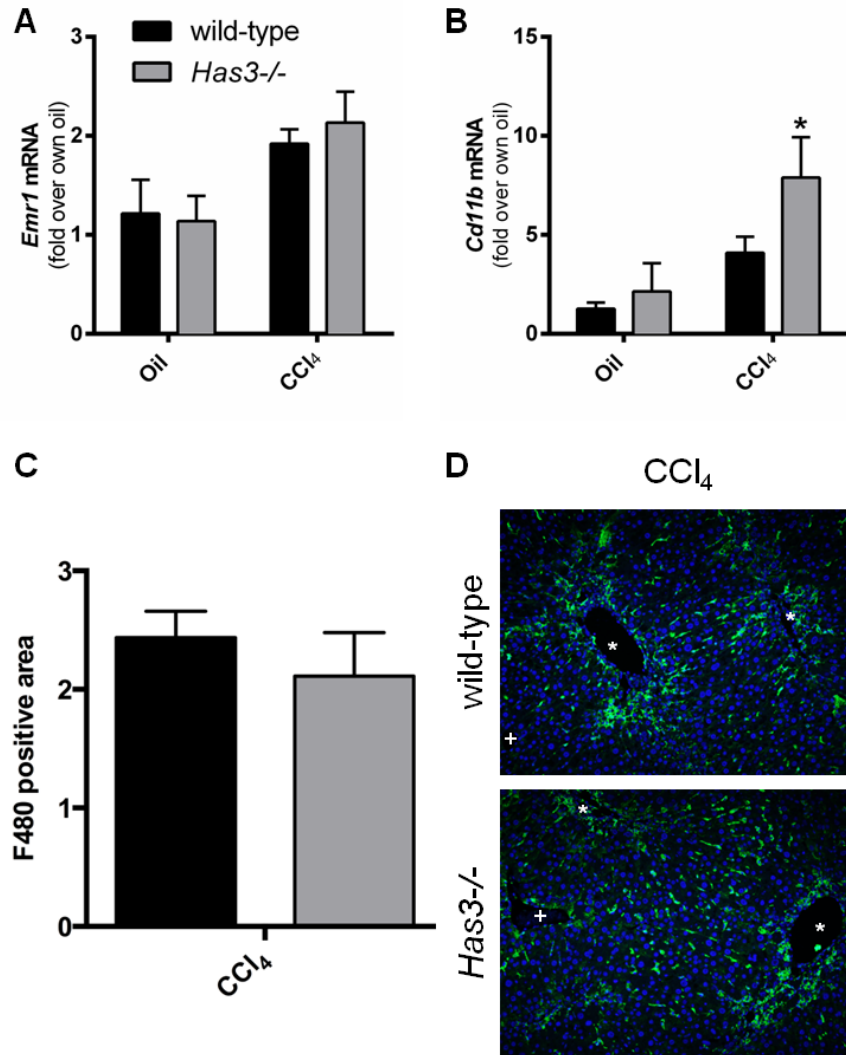 A
3
2
1
0
Emr1 mRNA
(fold over own oil)
wild-type
Has3-/-
Oil
CCl₄
B
15
10
5
0
Cd11b mRNA
(fold over own oil)
*
Oil
CCl₄
C
3
2
1
0
F480 positive area
CCl₄
D
CCl₄
wild-type
*
*
+
Has3-/-
*
+
*